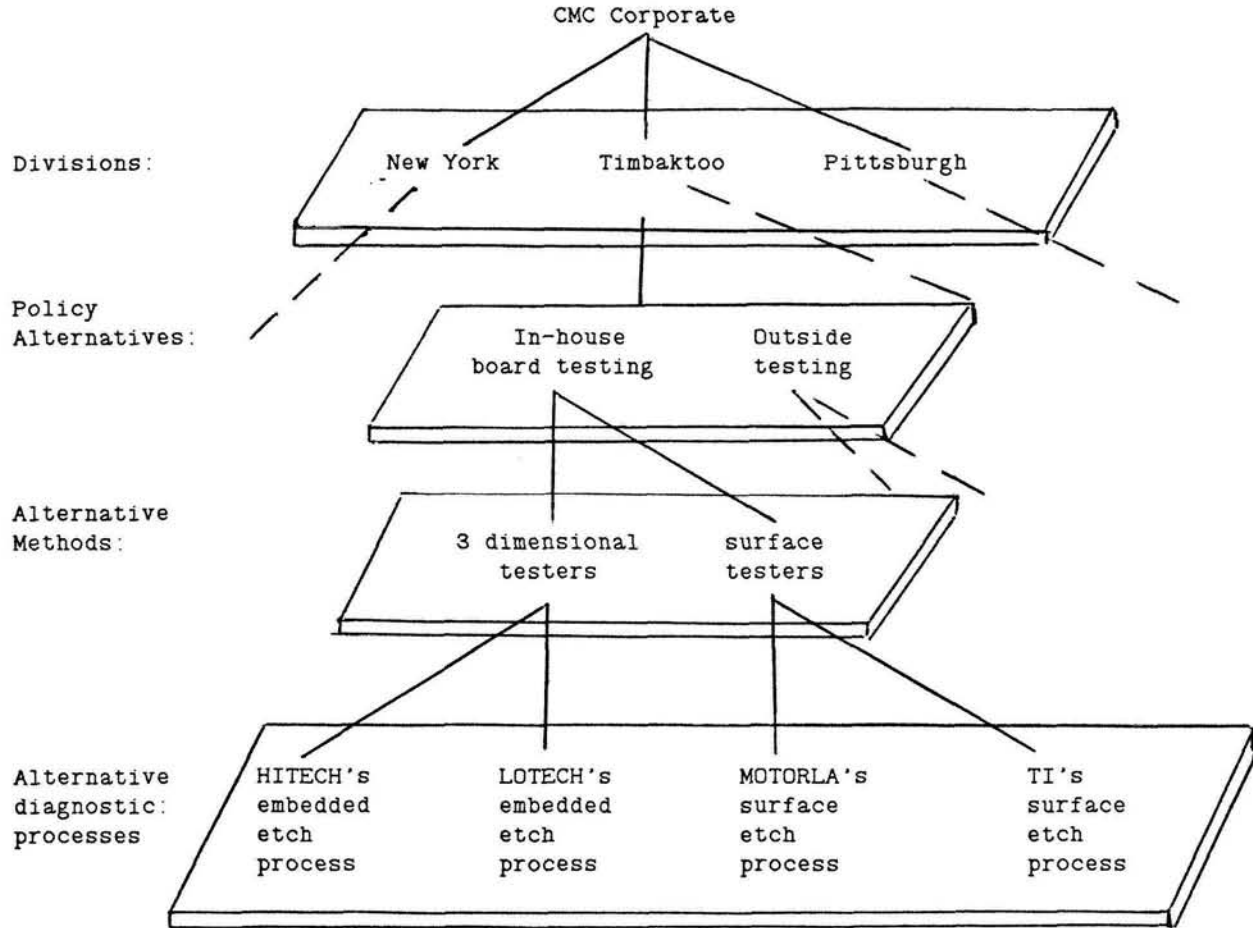 CMC Corporate
Divisions: New York Timbaktoo Pittsburgh
Policy
Alternatives:
In-house Outside
board testing testing
Alternative
Methods:
3 dimensional surface
testers testers
Alternative HITECH's LOTECH's MOTORLA's TI's
diagnostic: embedded embedded surface surface
processes etch etch etch etch
process process process process